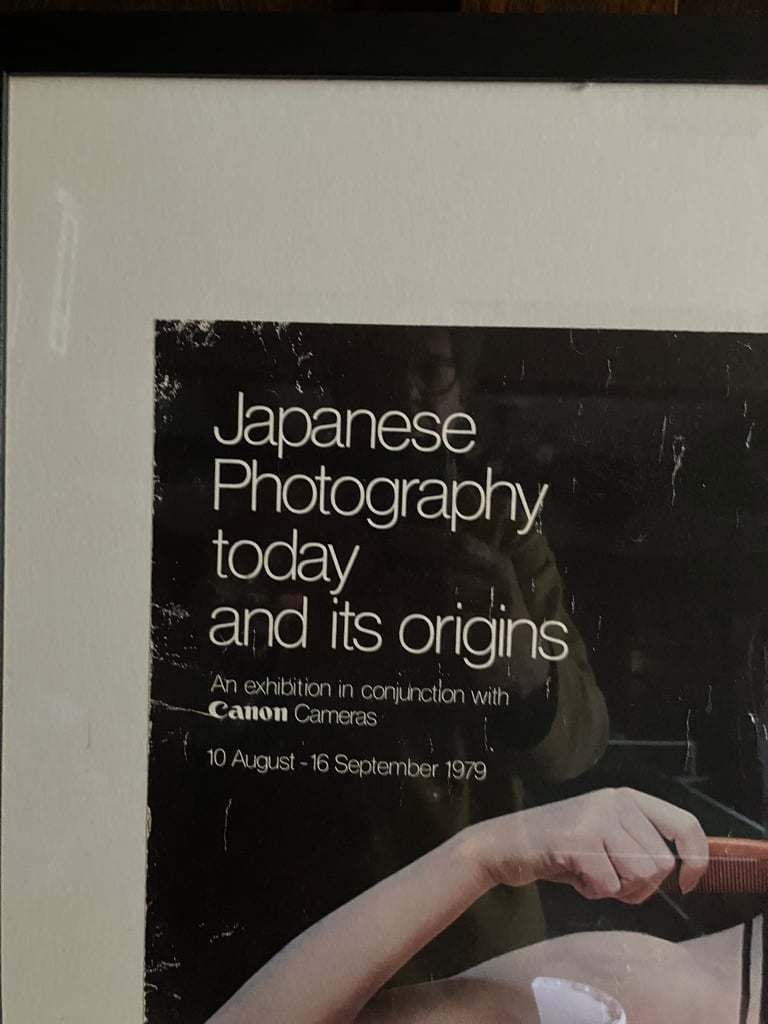 Japanese
Photography
today
and its origins
An exhibition in conjunction with
Canon Cameras
10 August - 16 September 1979